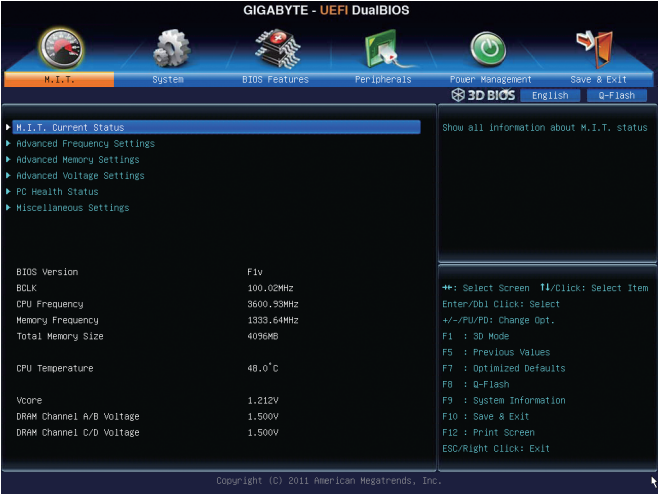 GIGABYTE - UEFI DualBIOS
M.I.T. System BIOS Features Peripherals Power Management Save & Exit
3D BIOS English Q-Flash
M.I.T. Current Status
Advanced Frequency Settings
Advanced Memory Settings
Advanced Voltage Settings
PC Health Status
Miscellaneous Settings
BIOS Version F1v
BCLK 100.02MHz
CPU Frequency 3600.93MHz
Memory Frequency 1333.64MHz
Total Memory Size 4096MB
CPU Temperature 48.0°C
Vcore 1.212V
DRAM Channel A/B Voltage 1.500V
DRAM Channel C/D Voltage 1.500V
Show all information about M.I.T. status
↔: Select Screen ↑↓/Click: Select Item
Enter/Dbl Click: Select
+/-/PU/PD: Change Opt.
F1 : 3D Mode
F5 : Previous Values
F7 : Optimized Defaults
F8 : Q-Flash
F9 : System Information
F10 : Save & Exit
F12 : Print Screen
ESC/Right Click: Exit
Copyright (C) 2011 American Megatrends, Inc.